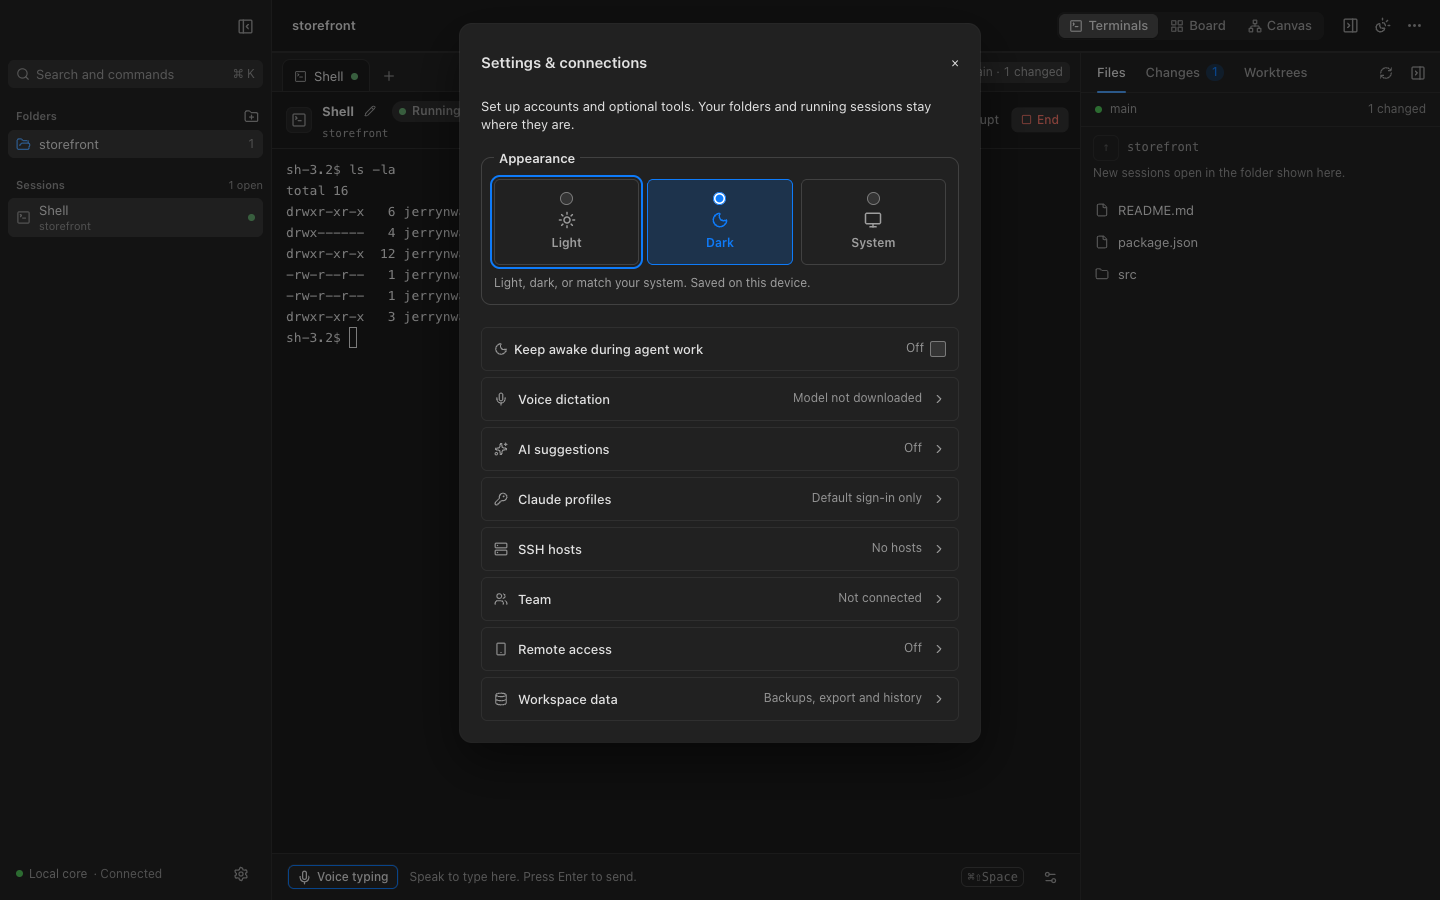 storefront
Terminals
Board
Canvas
Search and commands
⌘ K
Folders
storefront
1
Sessions
1 open
Shell
storefront
Local core · Connected
Shell
1 changed
Shell
Running
storefront
End
sh-3.2$ ls -la
total 16
drwxr-xr-x 6
drwx------ 4
drwxr-xr-x 12
-rw-r--r-- 1
-rw-r--r-- 1
drwxr-xr-x 3
sh-3.2$
Settings & connections
×
Set up accounts and optional tools. Your folders and running sessions stay
where they are.
Appearance
Light
Dark
System
Light, dark, or match your system. Saved on this device.
Keep awake during agent work
Off
Voice dictation
Model not downloaded
AI suggestions
Off
Claude profiles
Default sign-in only
SSH hosts
No hosts
Team
Not connected
Remote access
Off
Workspace data
Backups, export and history
Voice typing
Speak to type here. Press Enter to send.
⌘⇧Space
Files
Changes 1
Worktrees
main
1 changed
storefront
New sessions open in the folder shown here.
README.md
package.json
src